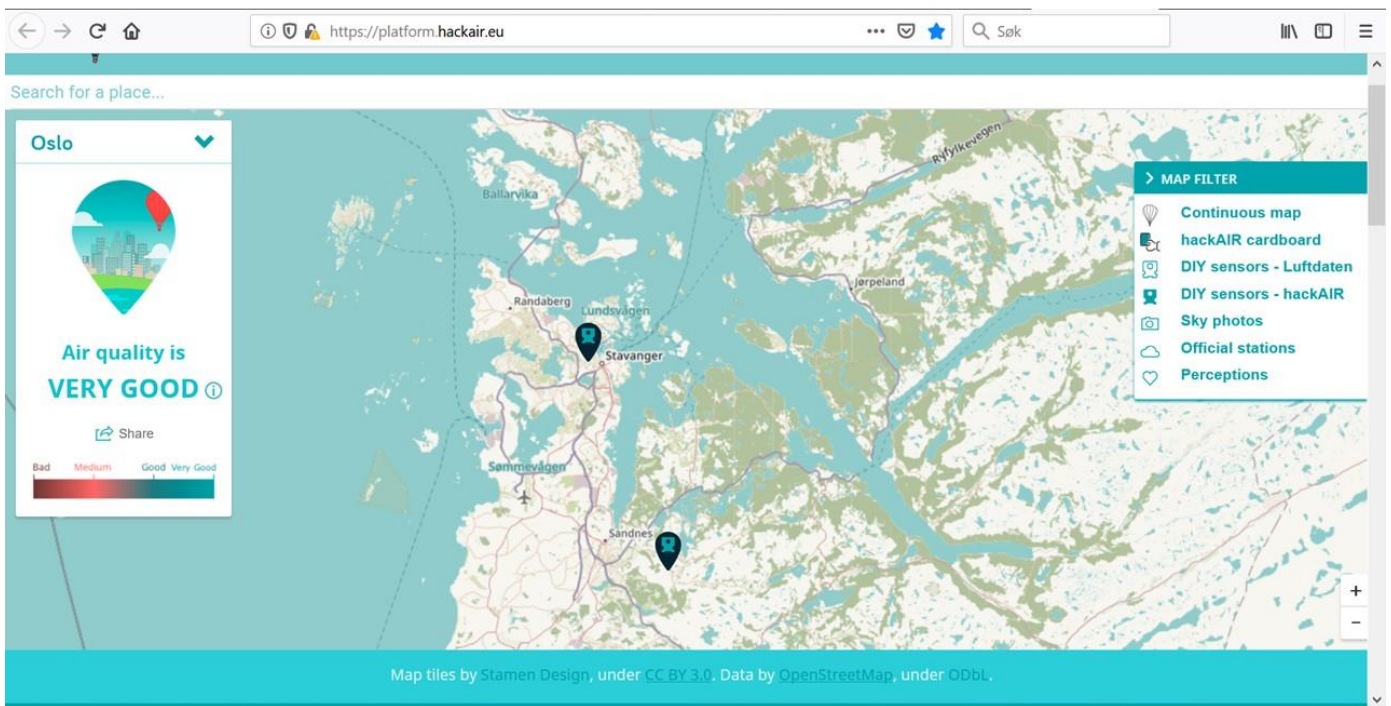 https://platform.hackair.eu
Søk
Search for a place...
Oslo
Air quality is
VERY GOOD
Share
Bad Medium Good Very Good
Ballarvika
Ryfylkevegen
Randaberg
Lundsvågen
Jørpeland
Stavanger
Sømmevågen
Sandnes
MAP FILTER
Continuous map
hackAIR cardboard
DIY sensors - Luftdaten
DIY sensors - hackAIR
Sky photos
Official stations
Perceptions
+
−
Map tiles by Stamen Design, under CC BY 3.0. Data by OpenStreetMap, under ODbL.